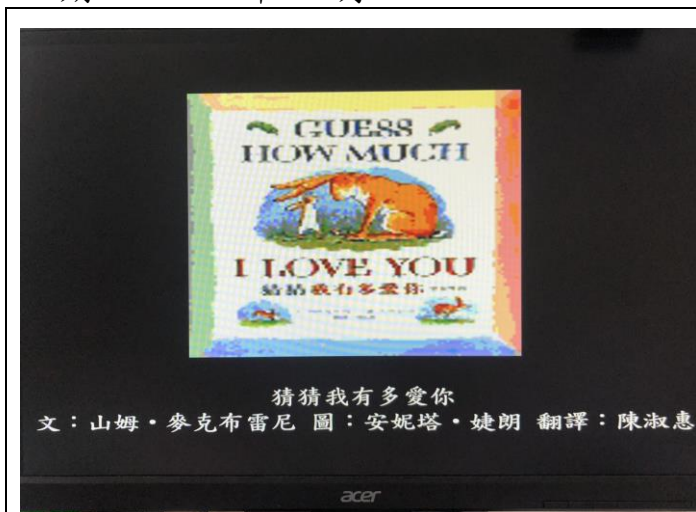 GUESS
HOW MUCH
I LOVE YOU
猜猜我有多愛你
猜猜我有多愛你
文：山姆・麥克布雷尼 圖：安妮塔・婕朗 翻譯：陳淑惠
acer